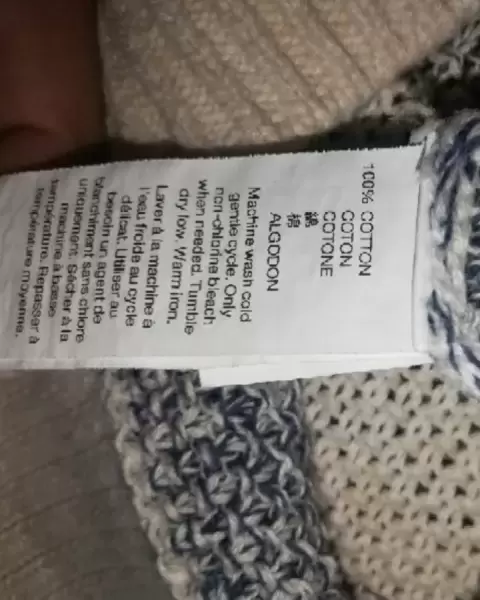 100% COTTON
COTON
COTONE
綿
棉
ALGODON
Machine wash cold
gentle cycle. Only
non-chlorine bleach
when needed. Tumble
dry low. Warm iron.
Laver à la machine à
l'eau froide au cycle
délicat. Utiliser au
besoin un agent de
blanchiment sans chlore
uniquement. Sécher à la
machine à basse
température. Repasser à
température moyenne.